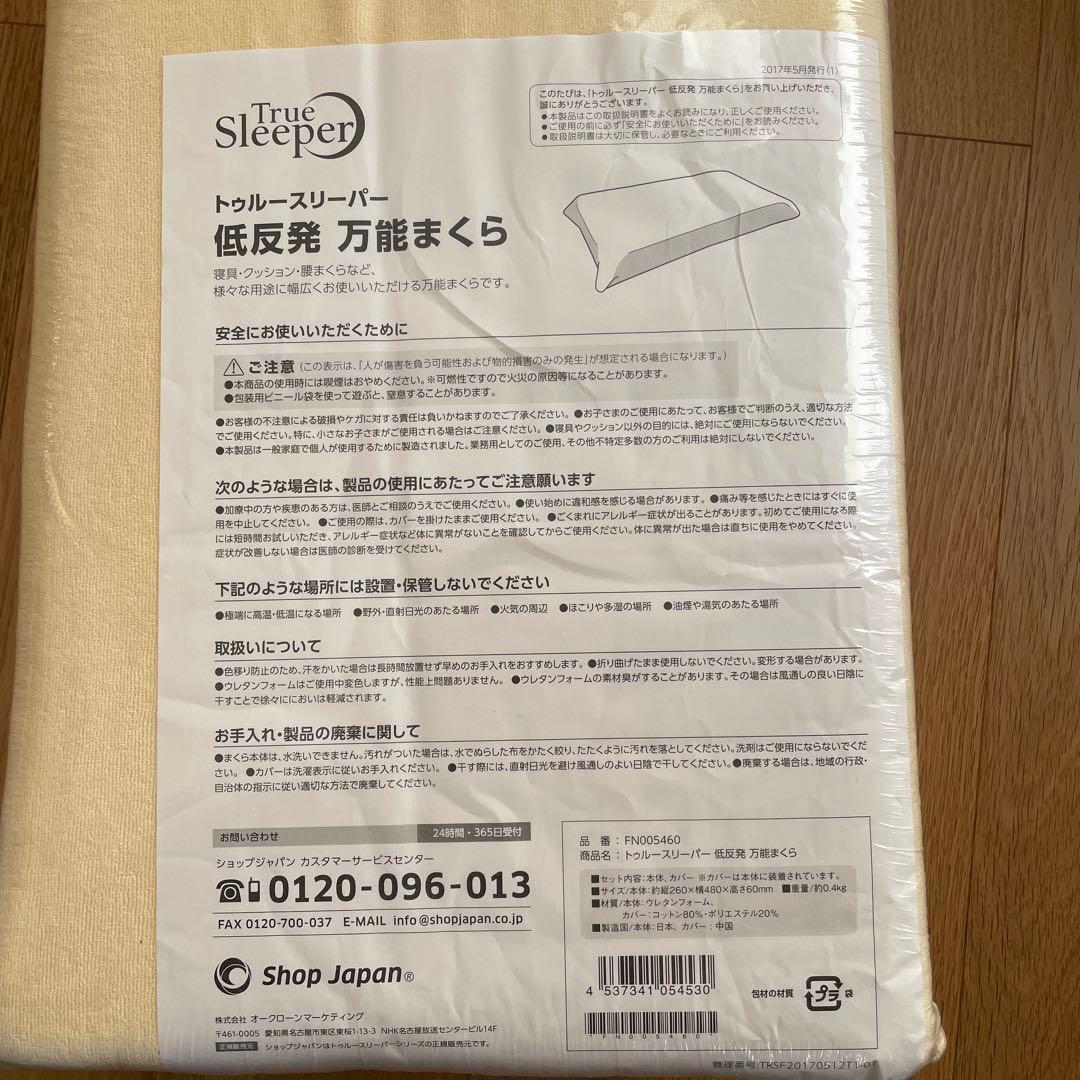 2017年5月発行(1)
このたびは、「トゥルースリーパー 低反発 万能まくら」をお買い上げいただき、
誠にありがとうございます。
●本製品はこの取扱説明書をよくお読みになり、正しくご使用ください。
●ご使用の前に必ず「安全にお使いいただくために」をお読みください。
●取扱説明書は大切に保管し、必要なときにご利用ください。
True
Sleeper
トゥルースリーパー
低反発 万能まくら
寝具・クッション・腰まくらなど、
様々な用途に幅広くお使いいただける万能まくらです。
安全にお使いいただくために
ご注意 (この表示は、「人が傷害を負う可能性および物的損害のみの発生」が想定される場合になります。)
●本商品の使用時には喫煙はおやめください。※可燃性ですので火災の原因等になることがあります。
●包装用ビニール袋を使って遊ぶと、窒息することがあります。
●お客様の不注意による破損やケガに対する責任は負いかねますのでご了承ください。 ●お子さまのご使用にあたって、お客様でご判断のうえ、適切な方法
でご使用ください。特に、小さなお子さまがご使用される場合はご注意ください。 ●寝具やクッション以外の目的には、絶対にご使用にならないでください。
●本製品は一般家庭で個人が使用するために製造されました。業務用としてのご使用、その他不特定多数の方のご利用は絶対にしないでください。
次のような場合は、製品の使用にあたってご注意願います
●加療中の方や疾患のある方は、医師とご相談のうえでご使用ください。 ●使い始めに違和感を感じる場合があります。 ●痛み等を感じたときにはすぐに使
用を中止してください。 ●ご使用の際は、カバーを掛けたままご使用ください。 ●ごくまれにアレルギー症状が出ることがあります。初めてご使用になる際
には短時間お試しいただき、アレルギー症状など体に異常がないことを確認してからご使用ください。体に異常が出た場合は直ちに使用をやめてください。
症状が改善しない場合は医師の診断を受けてください。
下記のような場所には設置・保管しないでください
●極端に高温・低温になる場所 ●野外・直射日光のあたる場所 ●火気の周辺 ●ほこりや多湿の場所 ●油煙や湯気のあたる場所
取扱いについて
●色移り防止のため、汗をかいた場合は長時間放置せず早めのお手入れをおすすめします。 ●折り曲げたまま使用しないでください。変形する場合があります。
●ウレタンフォームはご使用中変色しますが、性能上問題ありません。 ●ウレタンフォームの素材臭がすることがあります。その場合は風通しの良い日陰に
干すことで徐々ににおいは軽減されます。
お手入れ・製品の廃棄に関して
●まくら本体は、水洗いできません。汚れがついた場合は、水でぬらした布をかたく絞り、たたくように汚れを落としてください。洗剤はご使用にならないでくだ
さい。 ●カバーは洗濯表示に従いお手入れください。 ●干す際には、直射日光を避け風通しのよい日陰で干してください。●廃棄する場合は、地域の行政・
自治体の指示に従い適切な方法で廃棄してください。
お問い合わせ 24時間・365日受付
ショップジャパン カスタマーサービスセンター
0120-096-013
FAX 0120-700-037 E-MAIL info@shopjapan.co.jp
Shop Japan®
株式会社 オークローンマーケティング
〒461-0005 愛知県名古屋市東区東桜1-13-3 NHK名古屋放送センタービル14F
正規販売元 ショップジャパンはトゥルースリーパーシリーズの正規販売元です。
品 番 : FN005460
商品名 : トゥルースリーパー 低反発 万能まくら
■セット内容:本体、カバー ※カバーは本体に装着されています。
■サイズ/本体:約縦260×横480×高さ60mm ■重量/約0.4kg
■材質/本体:ウレタンフォーム、
カバー:コットン80%・ポリエステル20%
■製造国/本体:日本、カバー:中国
4 537341 054530
包材の材質 プラ 袋
*FN005460*
管理番号:TRSF20170512T1-01